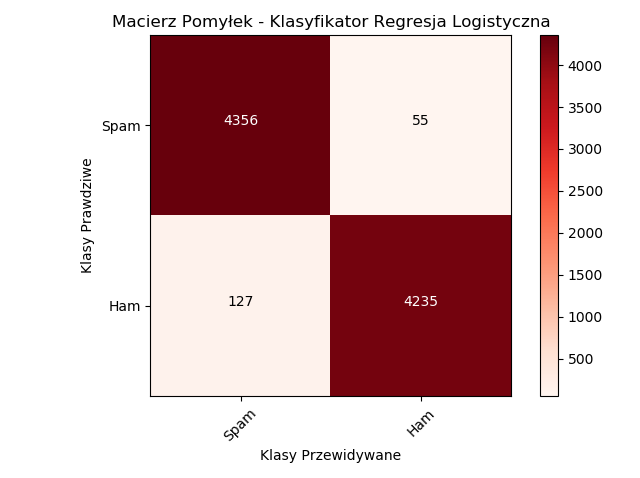 Macierz Pomyłek - Klasyfikator Regresja Logistyczna
Klasy Prawdziwe
Spam
4356
55
Ham
127
4235
Spam
Ham
Klasy Przewidywane
4000
3500
3000
2500
2000
1500
1000
500